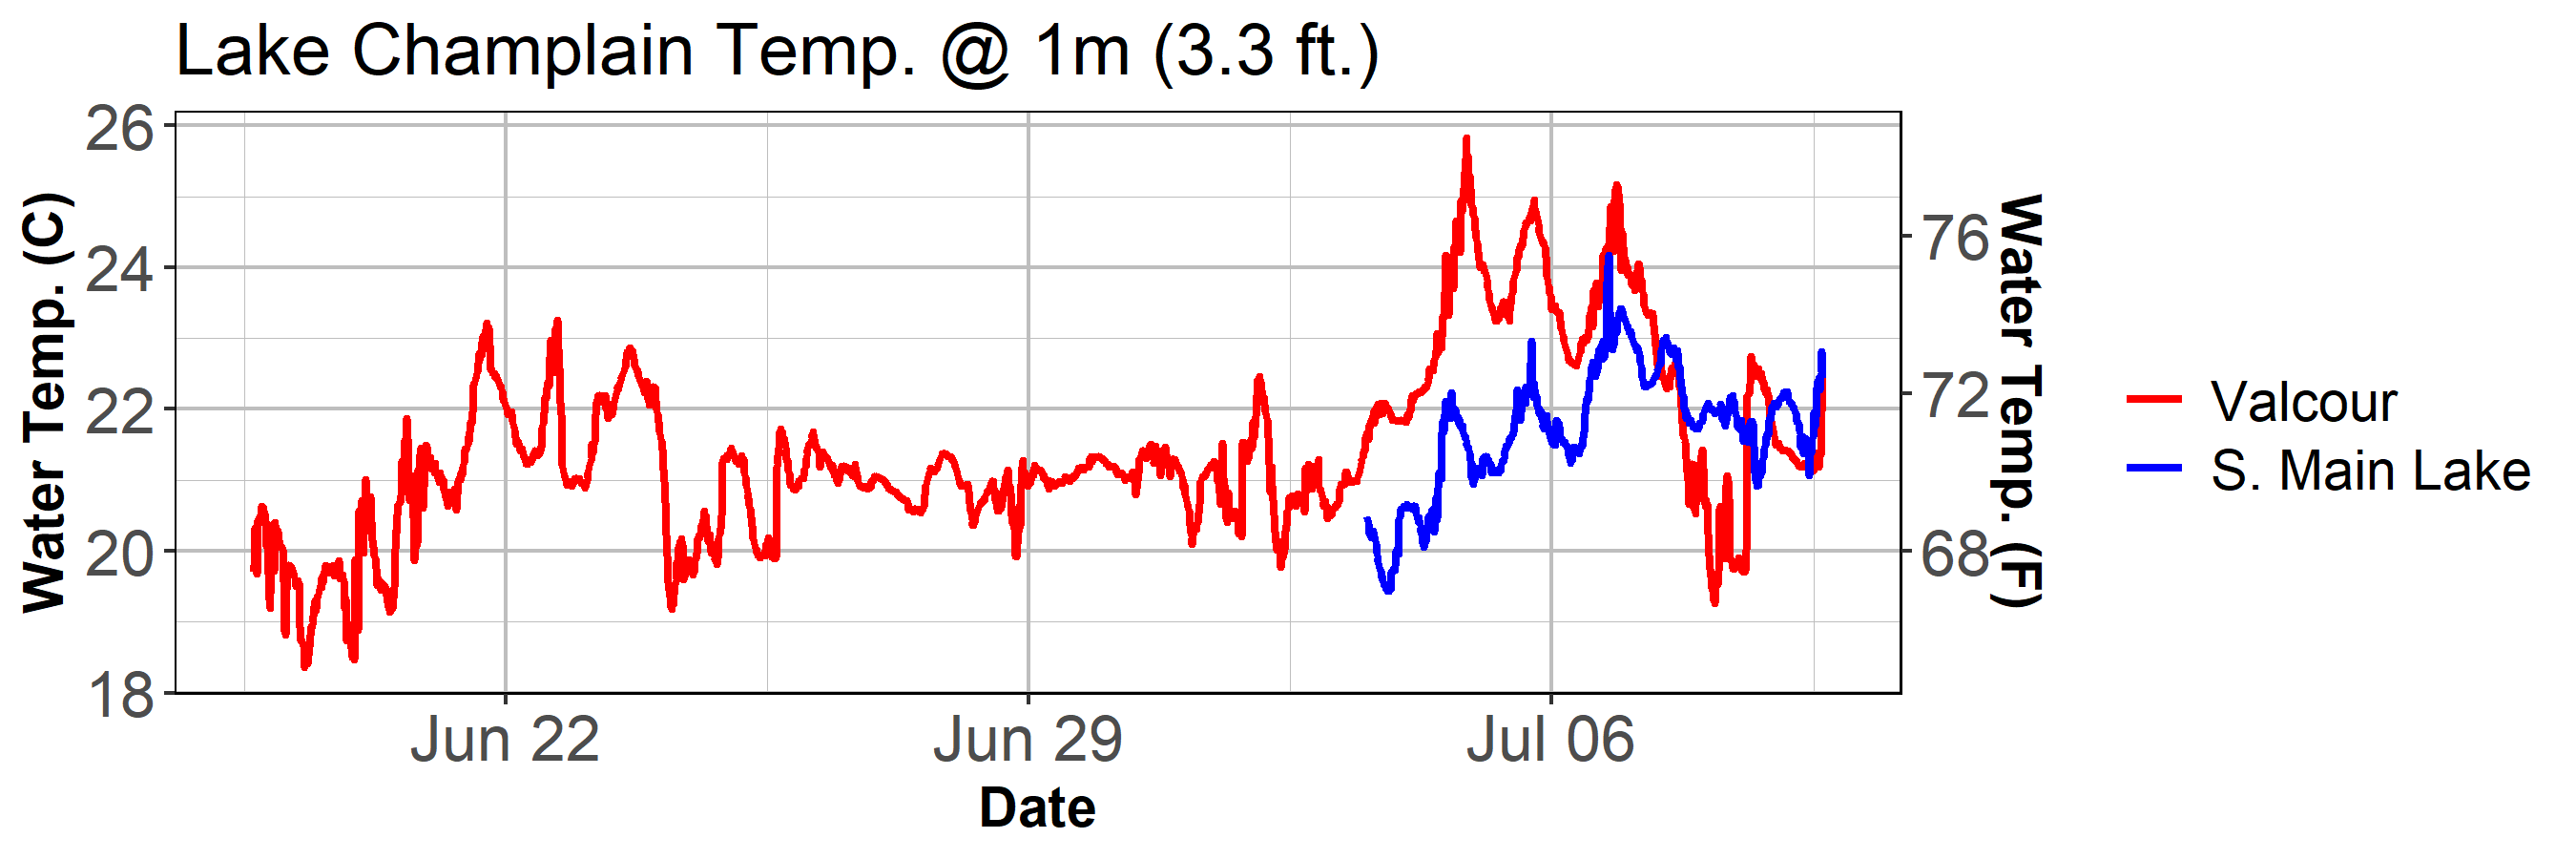 Lake Champlain Temp. @ 1m (3.3 ft.)
Water Temp. (C)
26
24
22
20
18
Jun 22
Jun 29
Jul 06
Date
76
72
68
Water Temp. (F)
Valcour
S. Main Lake